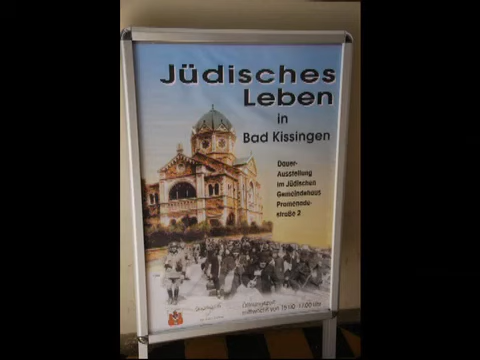 Jüdisches
Leben
in
Bad Kissingen
Dauer-
Ausstellung
im Jüdischen
Gemeindehaus
Promenade-
straße 2